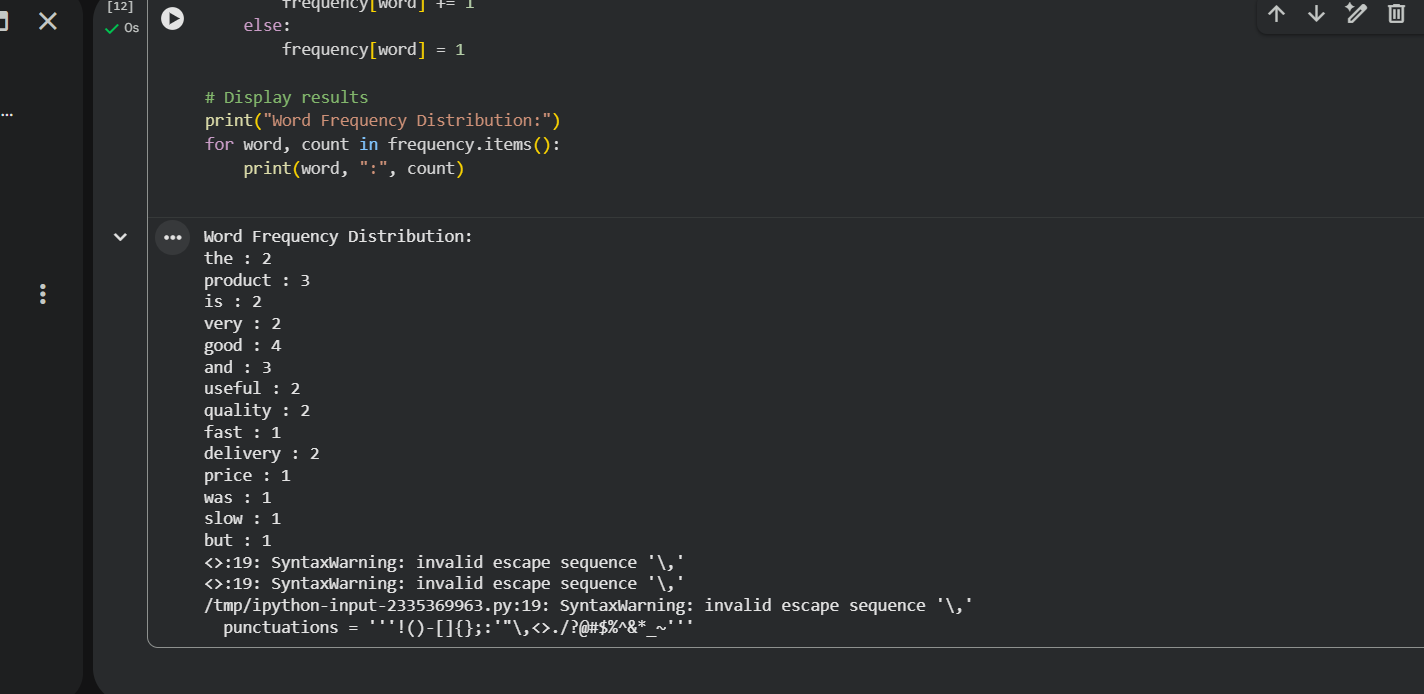 [12]
0s
frequency[word] += 1
else:
frequency[word] = 1
# Display results
print("Word Frequency Distribution:")
for word, count in frequency.items():
print(word, ":", count)
Word Frequency Distribution:
the : 2
product : 3
is : 2
very : 2
good : 4
and : 3
useful : 2
quality : 2
fast : 1
delivery : 2
price : 1
was : 1
slow : 1
but : 1
<>:19: SyntaxWarning: invalid escape sequence '\,'
<>:19: SyntaxWarning: invalid escape sequence '\,'
/tmp/ipython-input-2335369963.py:19: SyntaxWarning: invalid escape sequence '\,'
punctuations = '''!()-[]{};:'"\,<>./?@#$%^&*_~'''